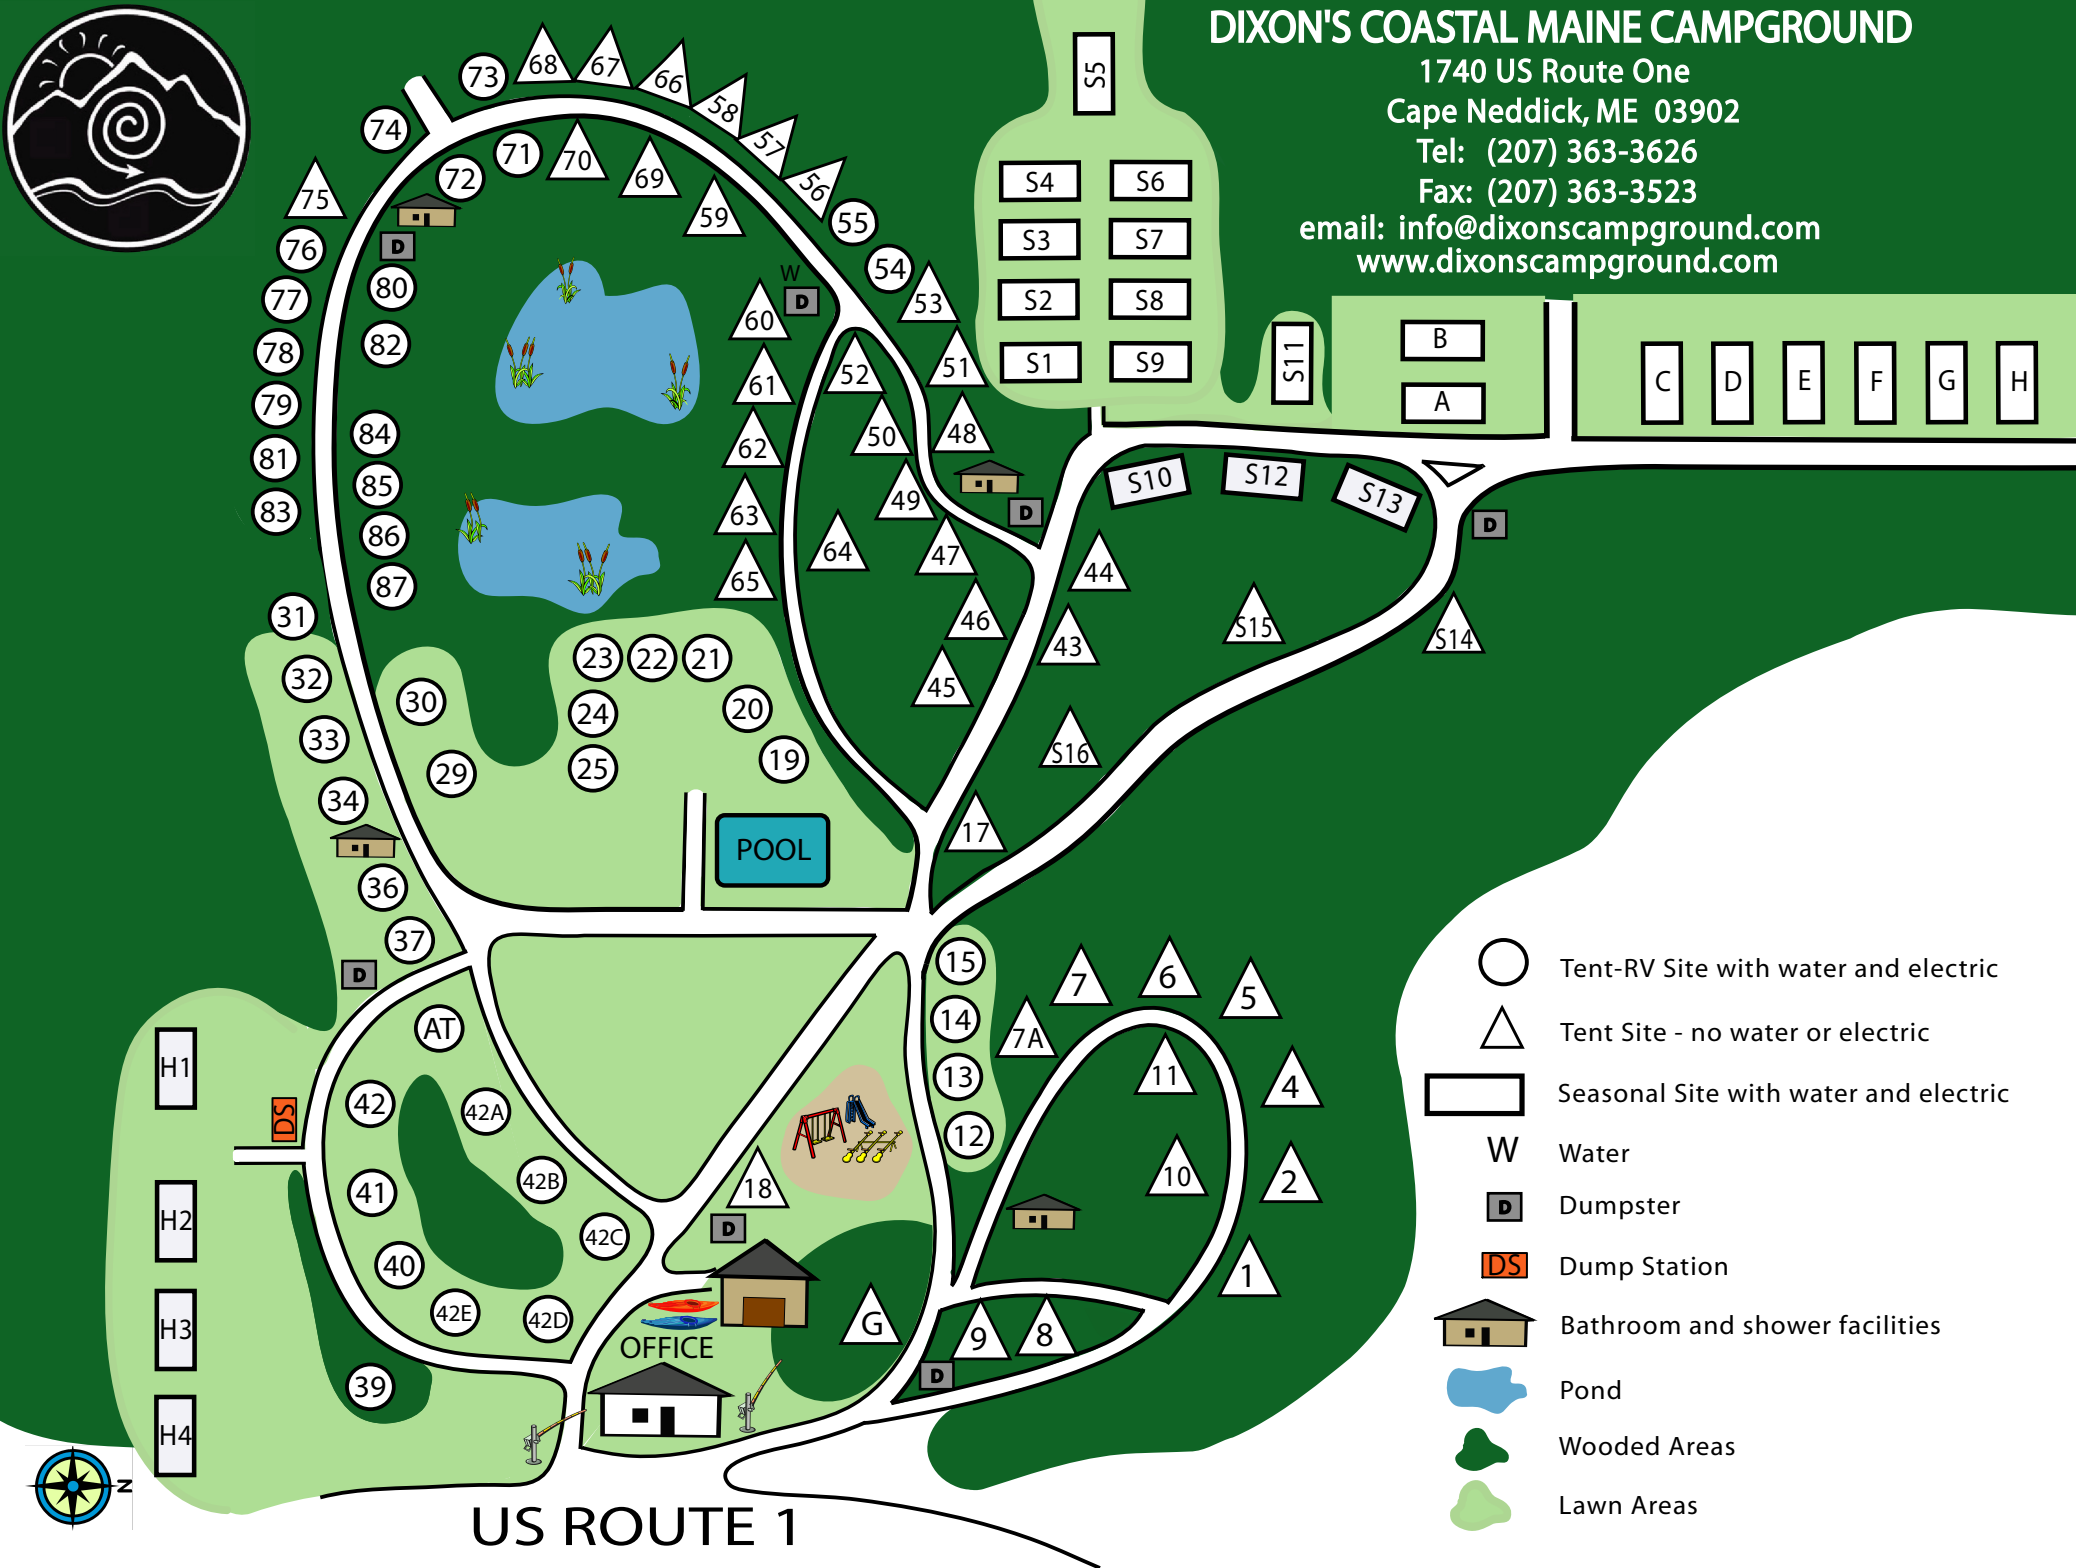 DIXON'S COASTAL MAINE CAMPGROUND
1740 US Route One
Cape Neddick, ME 03902
Tel: (207) 363-3626
Fax: (207) 363-3523
email: info@dixonscampground.com
www.dixonscampground.com
73
68
67
66
58
57
56
55
54
53
74
72
71
70
69
59
75
76
77
78
79
81
83
D
80
82
84
85
86
87
W
D
60
61
62
63
65
52
51
50
48
49
64
47
46
45
D
44
43
S5
S4
S6
S3
S7
S2
S8
S1
S9
S11
B
A
C
D
E
F
G
H
S10
S12
S13
D
S15
S14
S16
17
31
32
33
34
36
37
D
30
29
23
22
21
24
20
25
19
POOL
15
14
13
12
7
6
5
7A
11
4
10
2
1
9
8
D
G
AT
42
42A
41
42B
42C
40
42E
42D
39
H1
DS
H2
H3
H4
18
D
OFFICE
N
US ROUTE 1
Tent-RV Site with water and electric
Tent Site - no water or electric
Seasonal Site with water and electric
W Water
D Dumpster
DS Dump Station
Bathroom and shower facilities
Pond
Wooded Areas
Lawn Areas